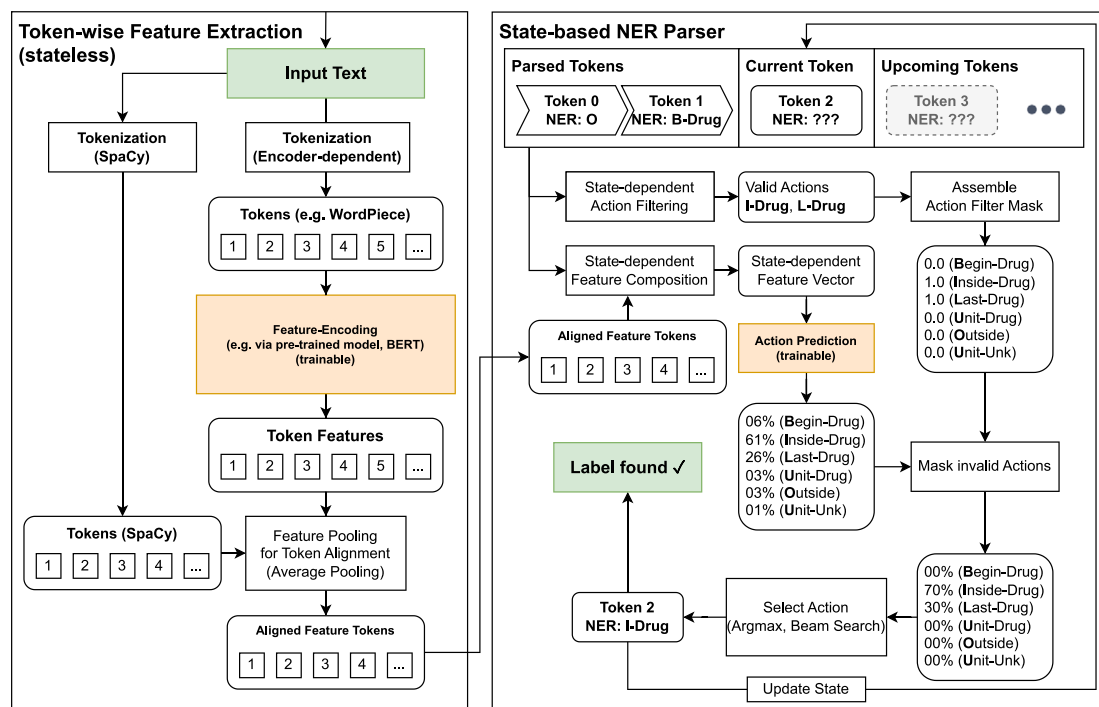 Token-wise Feature Extraction
(stateless)
Input Text
Tokenization
(SpaCy)
Tokenization
(Encoder-dependent)
Tokens (e.g. WordPiece)
1 2 3 4 5 ...
Feature-Encoding
(e.g. via pre-trained model, BERT)
(trainable)
Token Features
1 2 3 4 5 ...
Tokens (SpaCy)
1 2 3 4 ...
Feature Pooling
for Token Alignment
(Average Pooling)
Aligned Feature Tokens
1 2 3 4 ...
State-based NER Parser
Parsed Tokens
Token 0
NER: O
Token 1
NER: B-Drug
Current Token
Token 2
NER: ???
Upcoming Tokens
Token 3
NER: ???
State-dependent
Action Filtering
Valid Actions
I-Drug, L-Drug
Assemble
Action Filter Mask
State-dependent
Feature Composition
State-dependent
Feature Vector
0.0 (Begin-Drug)
1.0 (Inside-Drug)
1.0 (Last-Drug)
0.0 (Unit-Drug)
0.0 (Outside)
0.0 (Unit-Unk)
Aligned Feature Tokens
1 2 3 4 ...
Action Prediction
(trainable)
06% (Begin-Drug)
61% (Inside-Drug)
26% (Last-Drug)
03% (Unit-Drug)
03% (Outside)
01% (Unit-Unk)
Mask invalid Actions
Label found ✓
00% (Begin-Drug)
70% (Inside-Drug)
30% (Last-Drug)
00% (Unit-Drug)
00% (Outside)
00% (Unit-Unk)
Select Action
(Argmax, Beam Search)
Token 2
NER: I-Drug
Update State